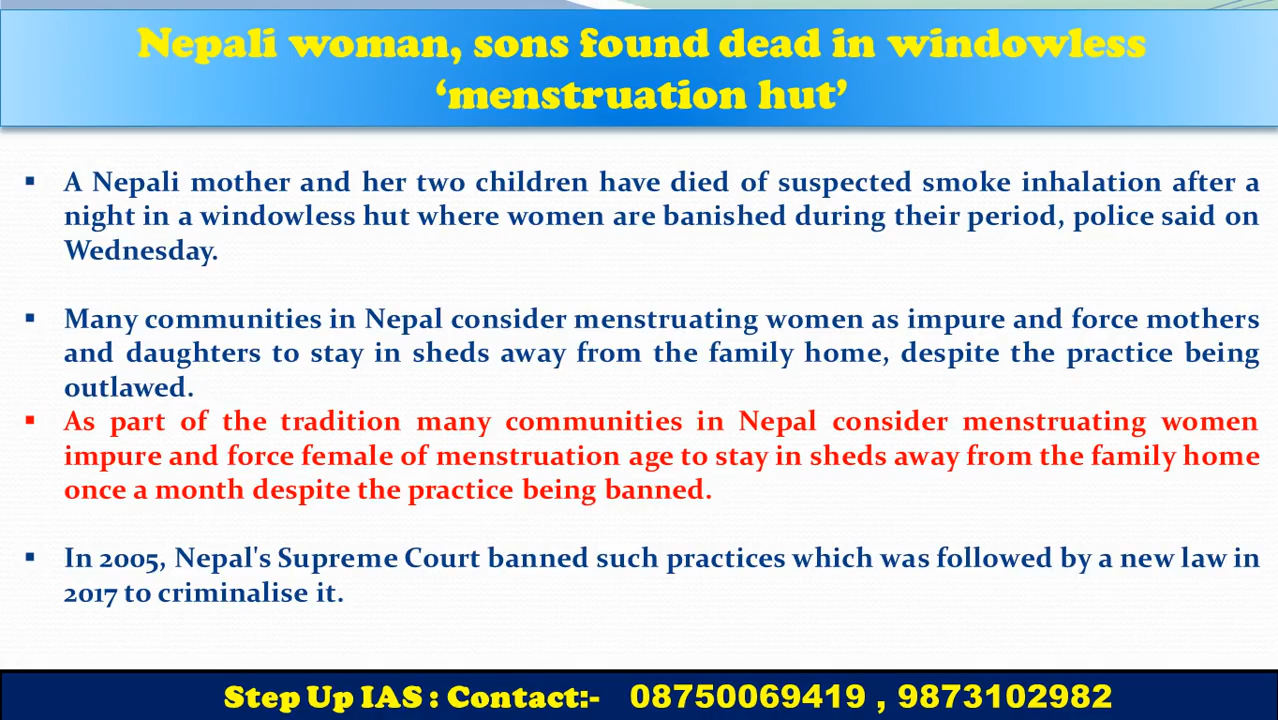 Nepali woman, sons found dead in windowless
‘menstruation hut’
▪ A Nepali mother and her two children have died of suspected smoke inhalation after a
night in a windowless hut where women are banished during their period, police said on
Wednesday.
▪ Many communities in Nepal consider menstruating women as impure and force mothers
and daughters to stay in sheds away from the family home, despite the practice being
outlawed.
▪ As part of the tradition many communities in Nepal consider menstruating women
impure and force female of menstruation age to stay in sheds away from the family home
once a month despite the practice being banned.
▪ In 2005, Nepal's Supreme Court banned such practices which was followed by a new law in
2017 to criminalise it.
Step Up IAS : Contact:- 08750069419 , 9873102982